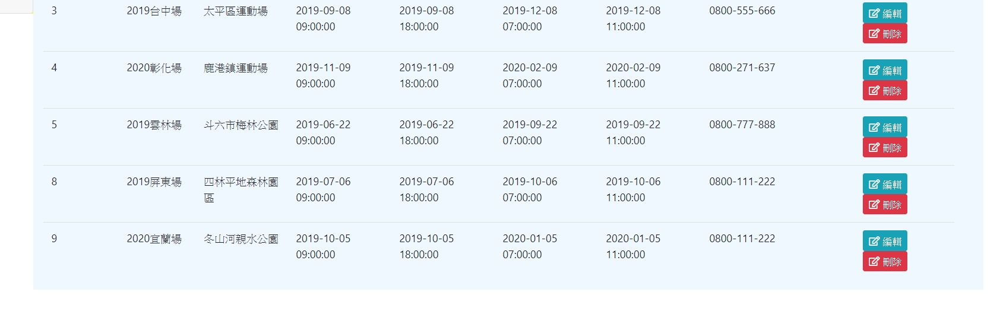 3 2019台中場 太平區運動場 2019-09-08 2019-09-08 2019-12-08 2019-12-08 0800-555-666 編輯
09:00:00 18:00:00 07:00:00 11:00:00
刪除
4 2020彰化場 鹿港鎮運動場 2019-11-09 2019-11-09 2020-02-09 2020-02-09 0800-271-637 編輯
09:00:00 18:00:00 07:00:00 11:00:00
刪除
5 2019雲林場 斗六市梅林公園 2019-06-22 2019-06-22 2019-09-22 2019-09-22 0800-777-888 編輯
09:00:00 18:00:00 07:00:00 11:00:00
刪除
8 2019屏東場 四林平地森林園 2019-07-06 2019-07-06 2019-10-06 2019-10-06 0800-111-222 編輯
區 09:00:00 18:00:00 07:00:00 11:00:00
刪除
9 2020宜蘭場 冬山河親水公園 2019-10-05 2019-10-05 2020-01-05 2020-01-05 0800-111-222 編輯
09:00:00 18:00:00 07:00:00 11:00:00
刪除